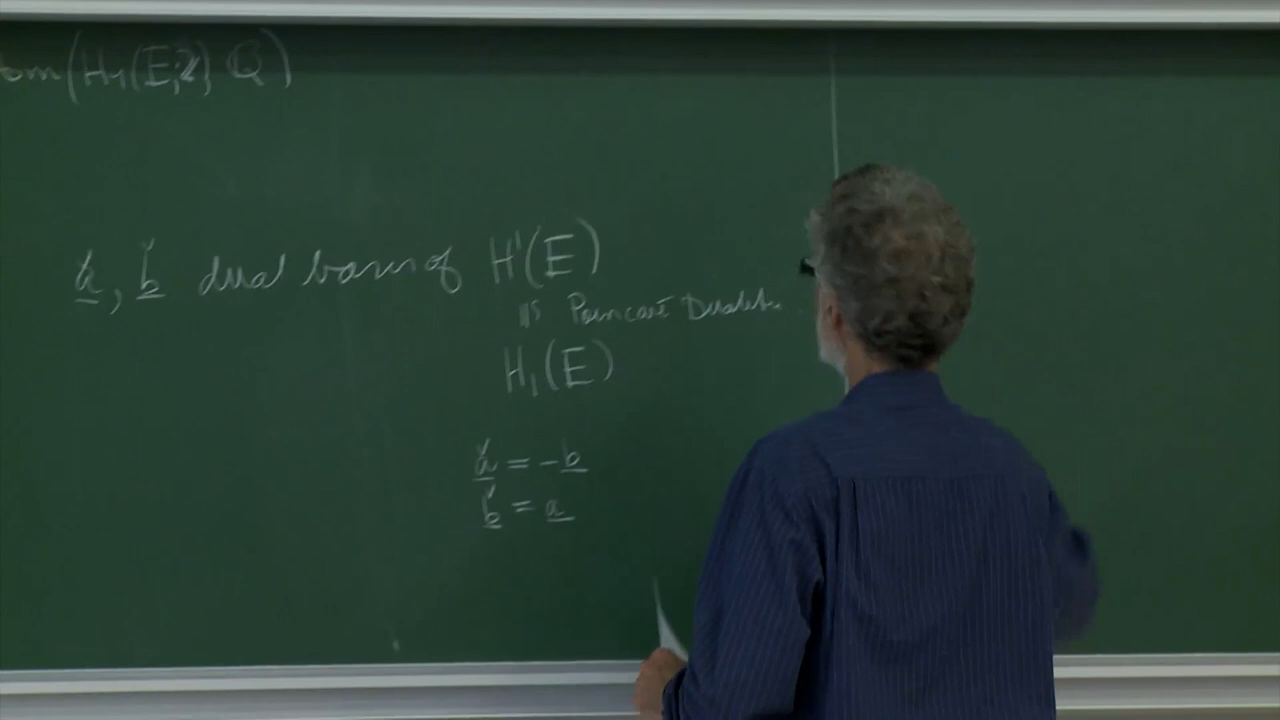 om(H₁(E;ℤ) ℚ)
ǎ, b̌ dual basis of H¹(E)
≅ Poincaré Duality
H₁(E)
ǎ = -b
b̌ = a